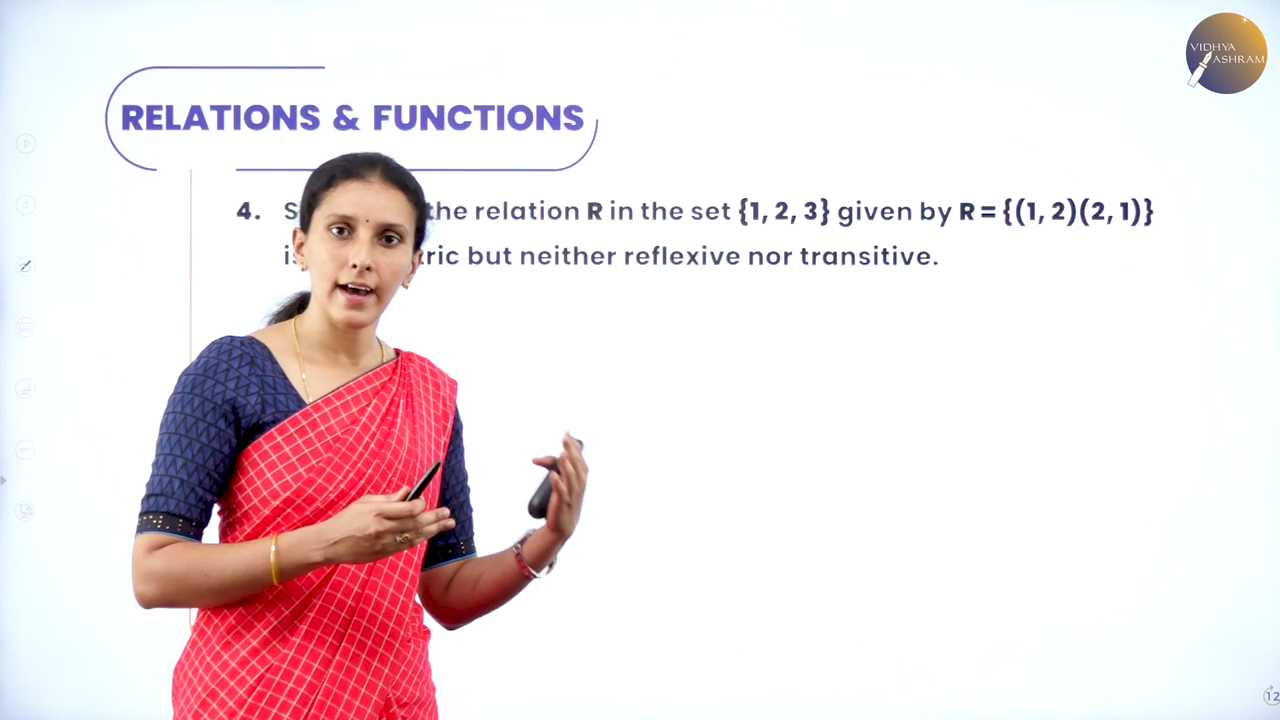 VIDHYA
ASHRAM
RELATIONS & FUNCTIONS
4. the relation R in the set {1, 2, 3} given by R = {(1, 2)(2, 1)}
but neither reflexive nor transitive.
12